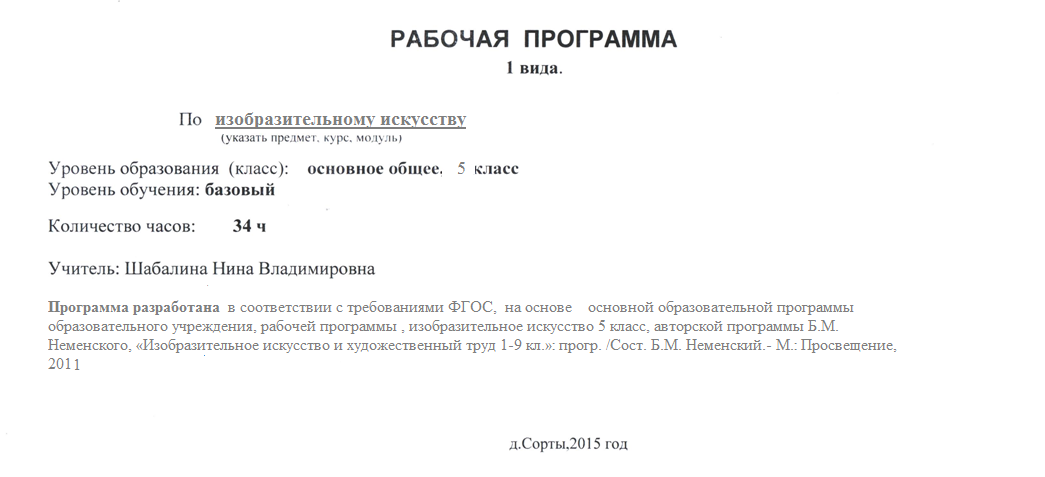 РАБОЧАЯ ПРОГРАММА
1 вида.
По изобразительному искусству
(указать предмет, курс, модуль)
Уровень образования (класс): основное общее, 5 класс
Уровень обучения: базовый
Количество часов: 34 ч
Учитель: Шабалина Нина Владимировна
Программа разработана в соответствии с требованиями ФГОС, на основе основной образовательной программы
образовательного учреждения, рабочей программы , изобразительное искусство 5 класс, авторской программы Б.М.
Неменского, «Изобразительное искусство и художественный труд 1-9 кл.»: прогр. /Сост. Б.М. Неменский.- М.: Просвещение,
2011
д.Сорты,2015 год